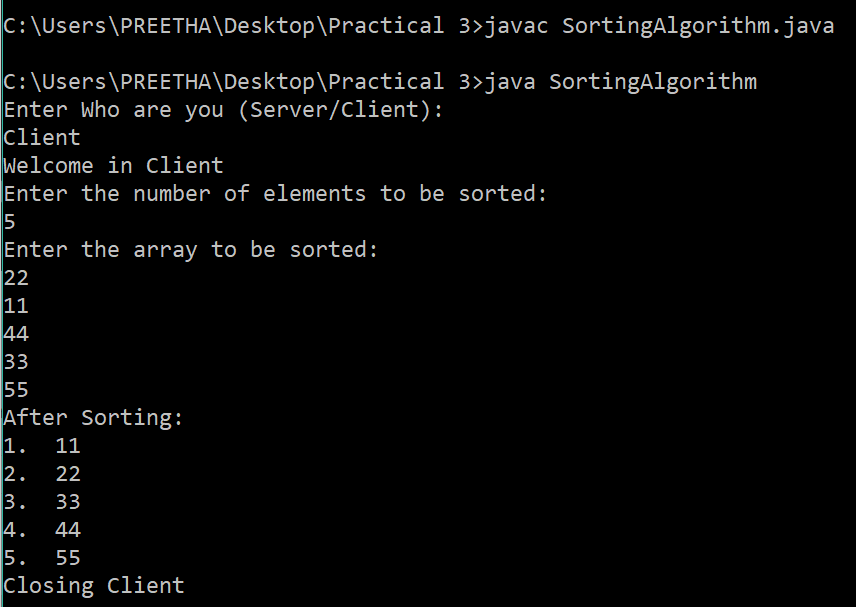 C:\Users\PREETHA\Desktop\Practical 3>javac SortingAlgorithm.java
C:\Users\PREETHA\Desktop\Practical 3>java SortingAlgorithm
Enter Who are you (Server/Client):
Client
Welcome in Client
Enter the number of elements to be sorted:
5
Enter the array to be sorted:
22
11
44
33
55
After Sorting:
1.  11
2.  22
3.  33
4.  44
5.  55
Closing Client